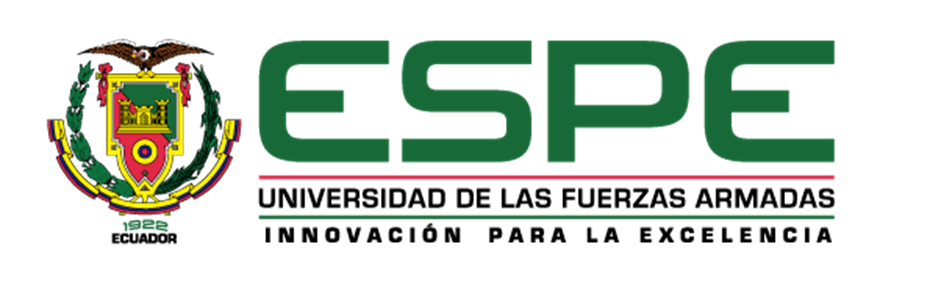 ESPE
UNIVERSIDAD DE LAS FUERZAS ARMADAS
INNOVACIÓN PARA LA EXCELENCIA
1922
ECUADOR